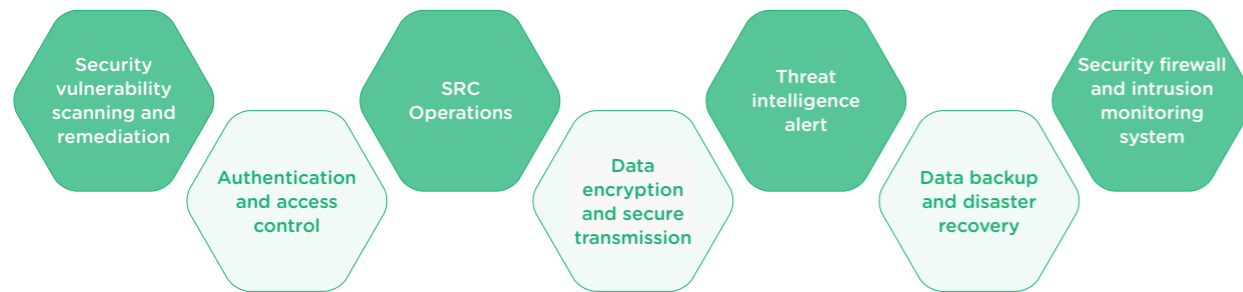 Security
vulnerability
scanning and
remediation
Authentication
and access
control
SRC
Operations
Data
encryption
and secure
transmission
Threat
intelligence
alert
Data backup
and disaster
recovery
Security firewall
and intrusion
monitoring
system